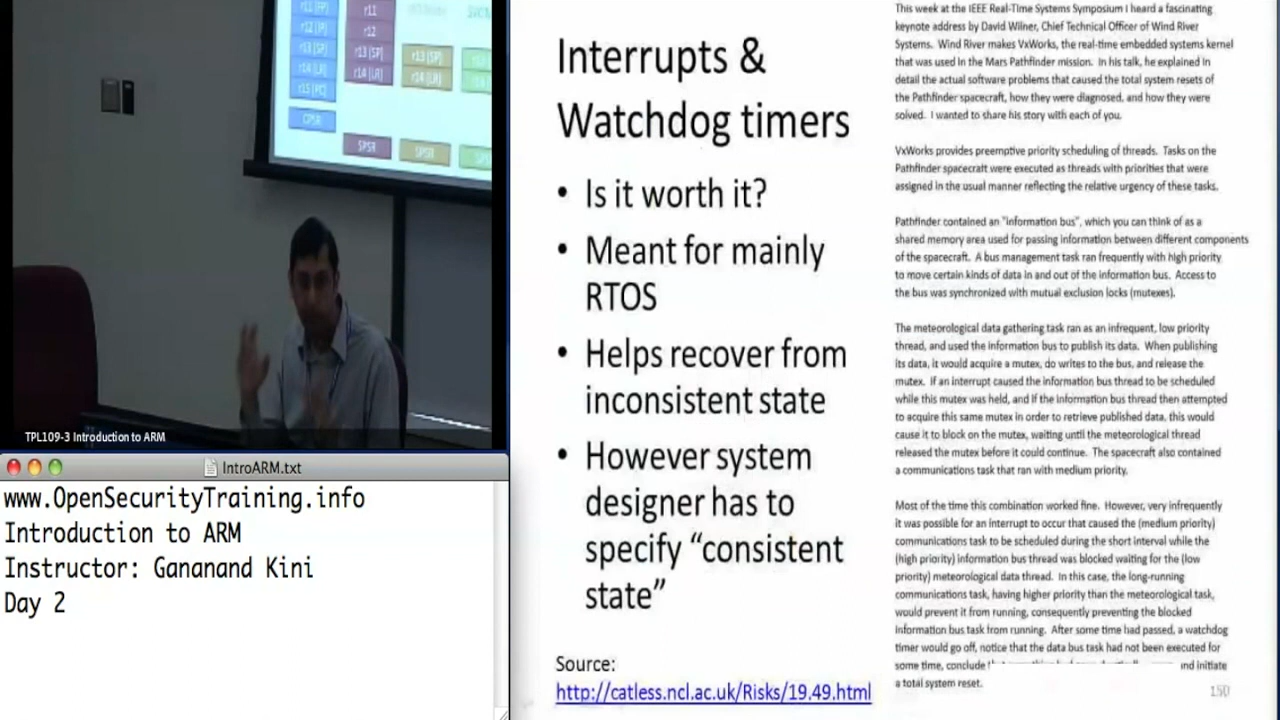 r11 (FP)
r11
r12 (IP)
r12
r13 (SP)
r13 (SP)
r13 (SP)
r14 (LR)
r14 (LR)
r14 (LR)
r15 (PC)
CPSR
SPSR
SPSR
TPL109-3 Introduction to ARM
IntroARM.txt
www.OpenSecurityTraining.info
Introduction to ARM
Instructor: Gananand Kini
Day 2
Interrupts &
Watchdog timers
• Is it worth it?
• Meant for mainly
RTOS
• Helps recover from
inconsistent state
• However system
designer has to
specify “consistent
state”
Source:
http://catless.ncl.ac.uk/Risks/19.49.html
This week at the IEEE Real-Time Systems Symposium I heard a fascinating
keynote address by David Wilner, Chief Technical Officer of Wind River
Systems. Wind River makes VxWorks, the real-time embedded systems kernel
that was used in the Mars Pathfinder mission. In his talk, he explained in
detail the actual software problems that caused the total system resets of
the Pathfinder spacecraft, how they were diagnosed, and how they were
solved. I wanted to share his story with each of you.
VxWorks provides preemptive priority scheduling of threads. Tasks on the
Pathfinder spacecraft were executed as threads with priorities that were
assigned in the usual manner reflecting the relative urgency of these tasks.
Pathfinder contained an "information bus", which you can think of as a
shared memory area used for passing information between different components
of the spacecraft. A bus management task ran frequently with high priority
to move certain kinds of data in and out of the information bus. Access to
the bus was synchronized with mutual exclusion locks (mutexes).
The meteorological data gathering task ran as an infrequent, low priority
thread, and used the information bus to publish its data. When publishing
its data, it would acquire a mutex, do writes to the bus, and release the
mutex. If an interrupt caused the information bus thread to be scheduled
while this mutex was held, and if the information bus thread then attempted
to acquire this same mutex in order to retrieve published data, this would
cause it to block on the mutex, waiting until the meteorological thread
released the mutex before it could continue. The spacecraft also contained
a communications task that ran with medium priority.
Most of the time this combination worked fine. However, very infrequently
it was possible for an interrupt to occur that caused the (medium priority)
communications task to be scheduled during the short interval while the
(high priority) information bus thread was blocked waiting for the (low
priority) meteorological data thread. In this case, the long-running
communications task, having higher priority than the meteorological task,
would prevent it from running, consequently preventing the blocked
information bus task from running. After some time had passed, a watchdog
timer would go off, notice that the data bus task had not been executed for
some time, conclude and initiate
a total system reset.
150